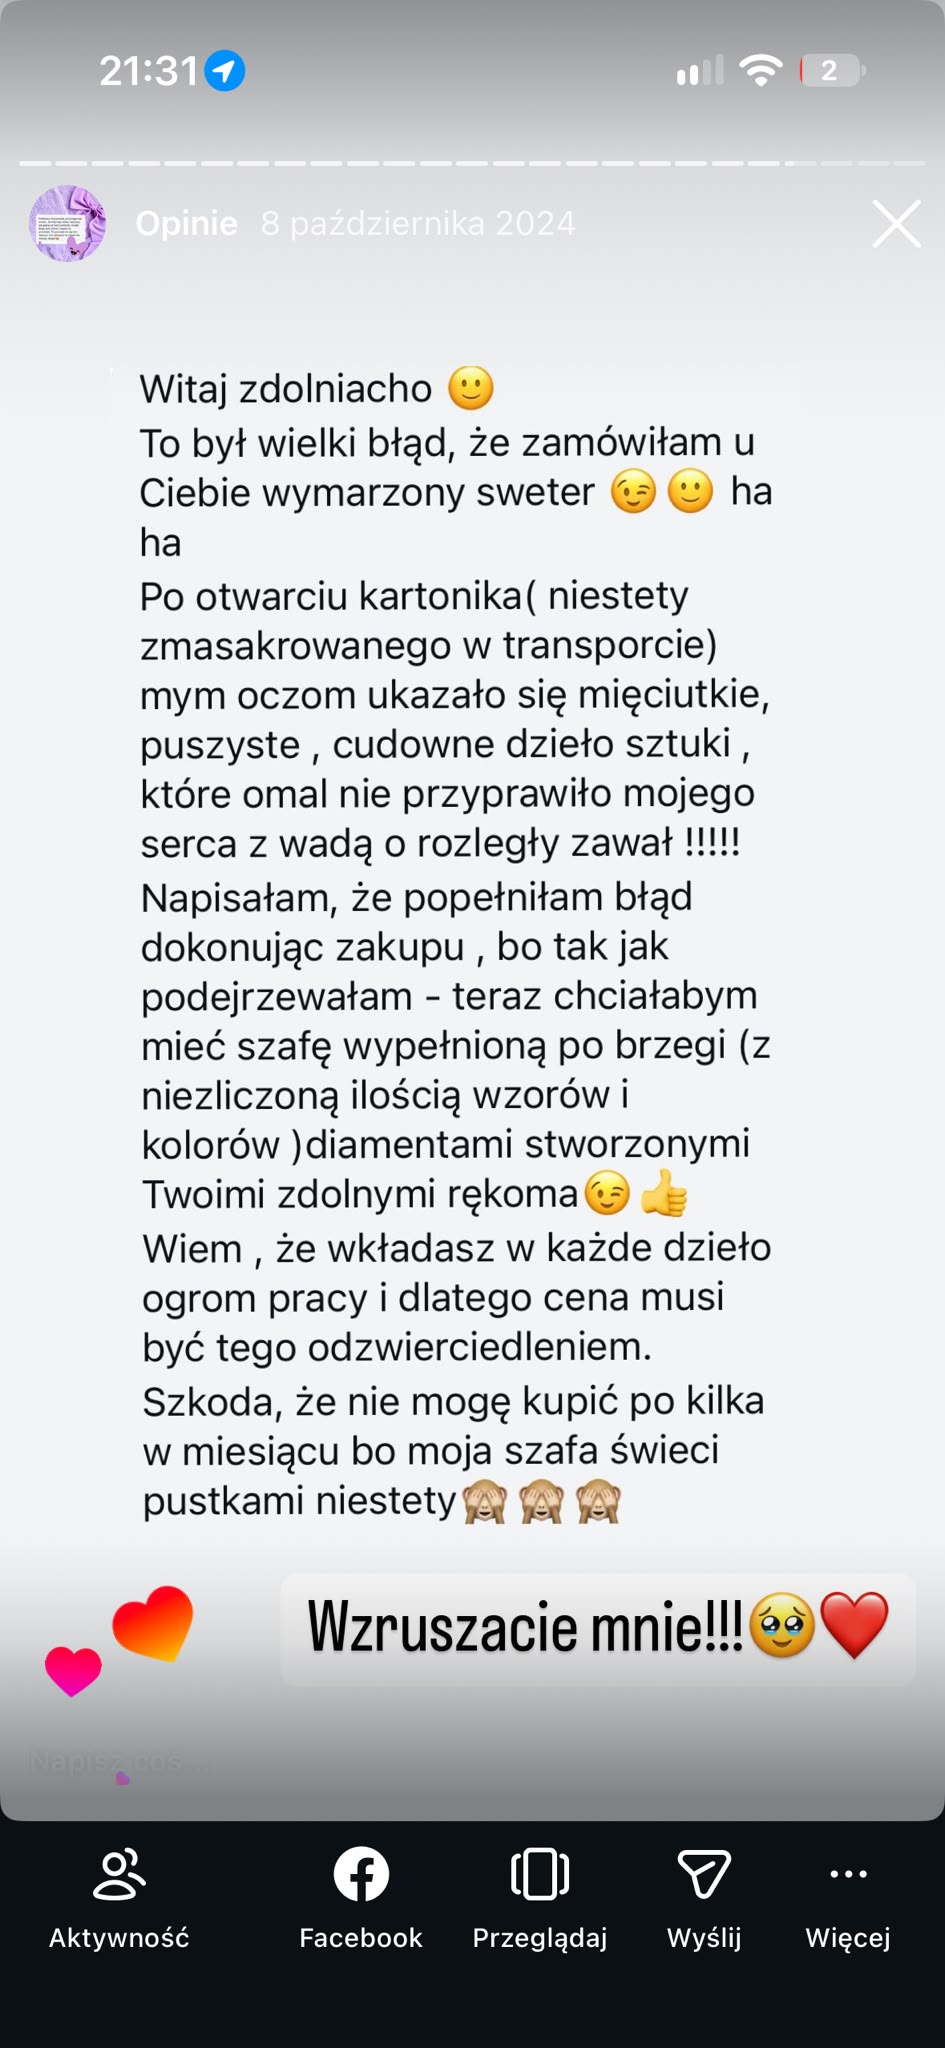 21:31
2
Opinie 8 października 2024
Witaj zdolniacho 🙂
To był wielki błąd, że zamówiłam u
Ciebie wymarzony sweter 😉🙂 ha
ha
Po otwarciu kartonika( niestety
zmasakrowanego w transporcie)
mym oczom ukazało się mięciutkie,
puszyste , cudowne dzieło sztuki ,
które omal nie przyprawiło mojego
serca z wadą o rozległy zawał !!!!!
Napisałam, że popełniłam błąd
dokonując zakupu , bo tak jak
podejrzewałam - teraz chciałabym
mieć szafę wypełnioną po brzegi (z
niezliczoną ilością wzorów i
kolorów )diamentami stworzonymi
Twoimi zdolnymi rękoma😉👍
Wiem , że wkładasz w każde dzieło
ogrom pracy i dlatego cena musi
być tego odzwierciedleniem.
Szkoda, że nie mogę kupić po kilka
w miesiącu bo moja szafa świeci
pustkami niestety🙈🙈🙈
Wzruszacie mnie!!!🥹❤️
Napisz coś...
Aktywność Facebook Przeglądaj Wyślij Więcej